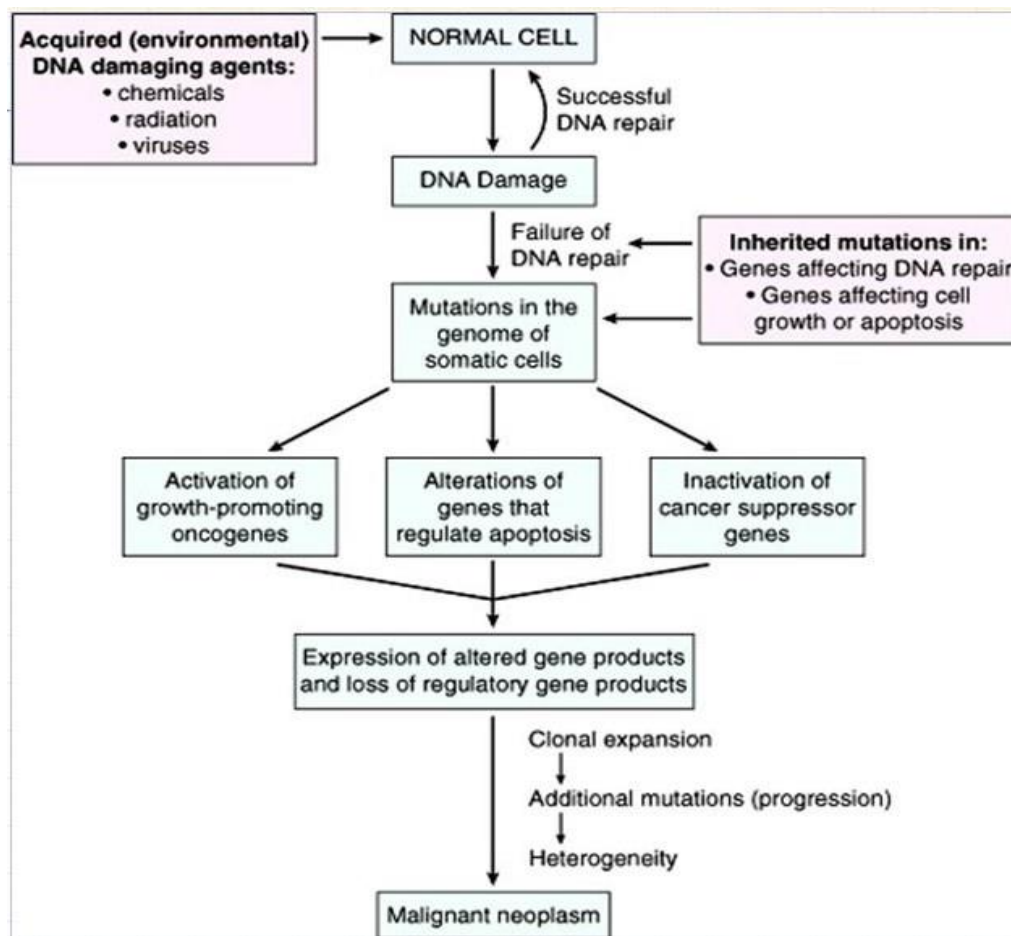 Acquired (environmental)
DNA damaging agents:
• chemicals
• radiation
• viruses
NORMAL CELL
Successful
DNA repair
DNA Damage
Failure of
DNA repair
Inherited mutations in:
• Genes affecting DNA repair
• Genes affecting cell
growth or apoptosis
Mutations in the
genome of
somatic cells
Activation of
growth-promoting
oncogenes
Alterations of
genes that
regulate apoptosis
Inactivation of
cancer suppressor
genes
Expression of altered gene products
and loss of regulatory gene products
Clonal expansion
Additional mutations (progression)
Heterogeneity
Malignant neoplasm